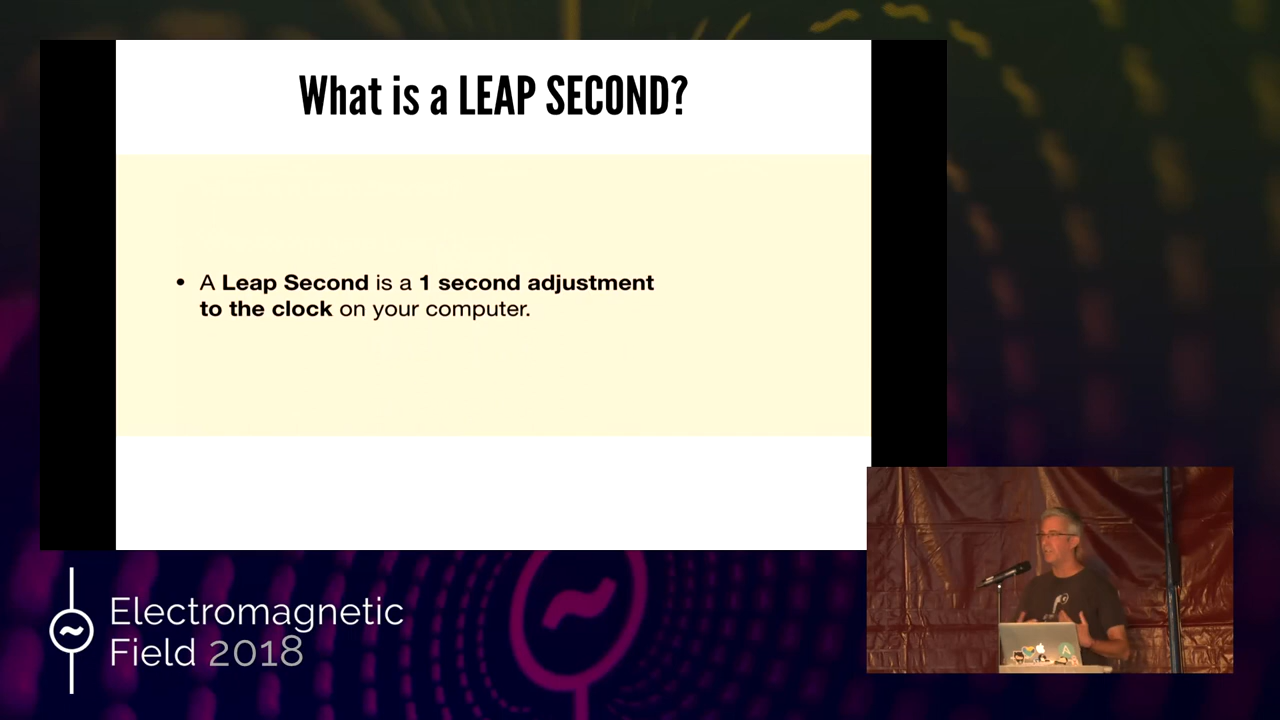 What is a LEAP SECOND?
• A Leap Second is a 1 second adjustment
to the clock on your computer.
Electromagnetic
Field 2018